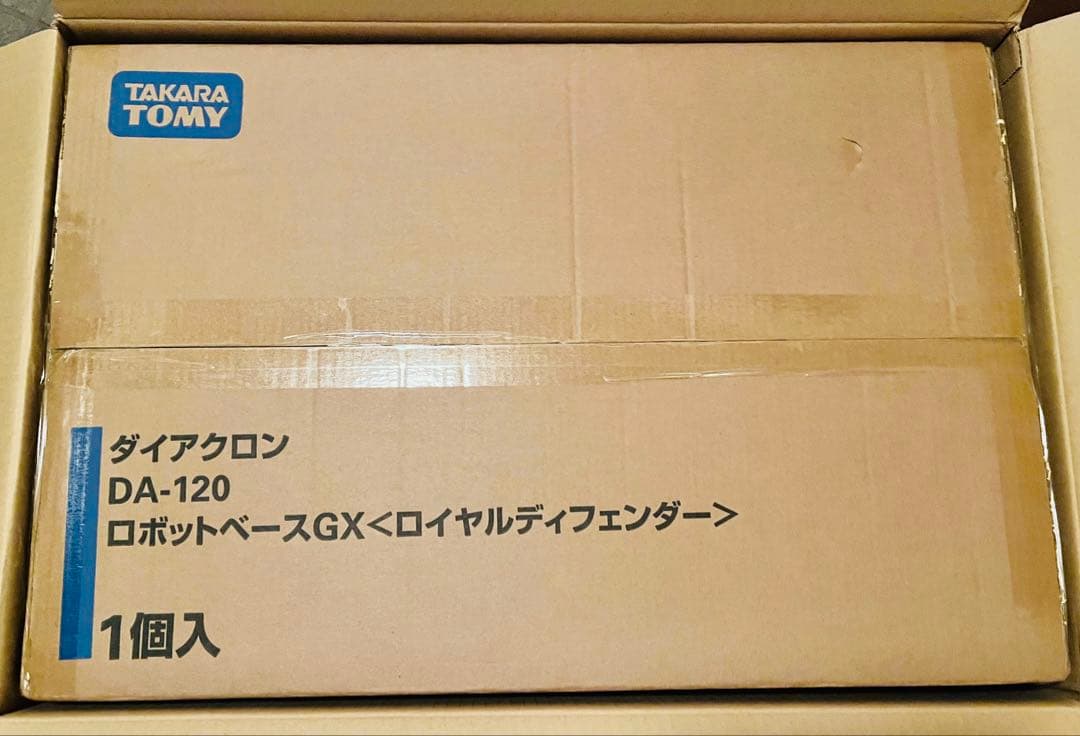 TAKARA
TOMY
ダイアクロン
DA-120
ロボットベースGX<ロイヤルディフェンダー>
1個入